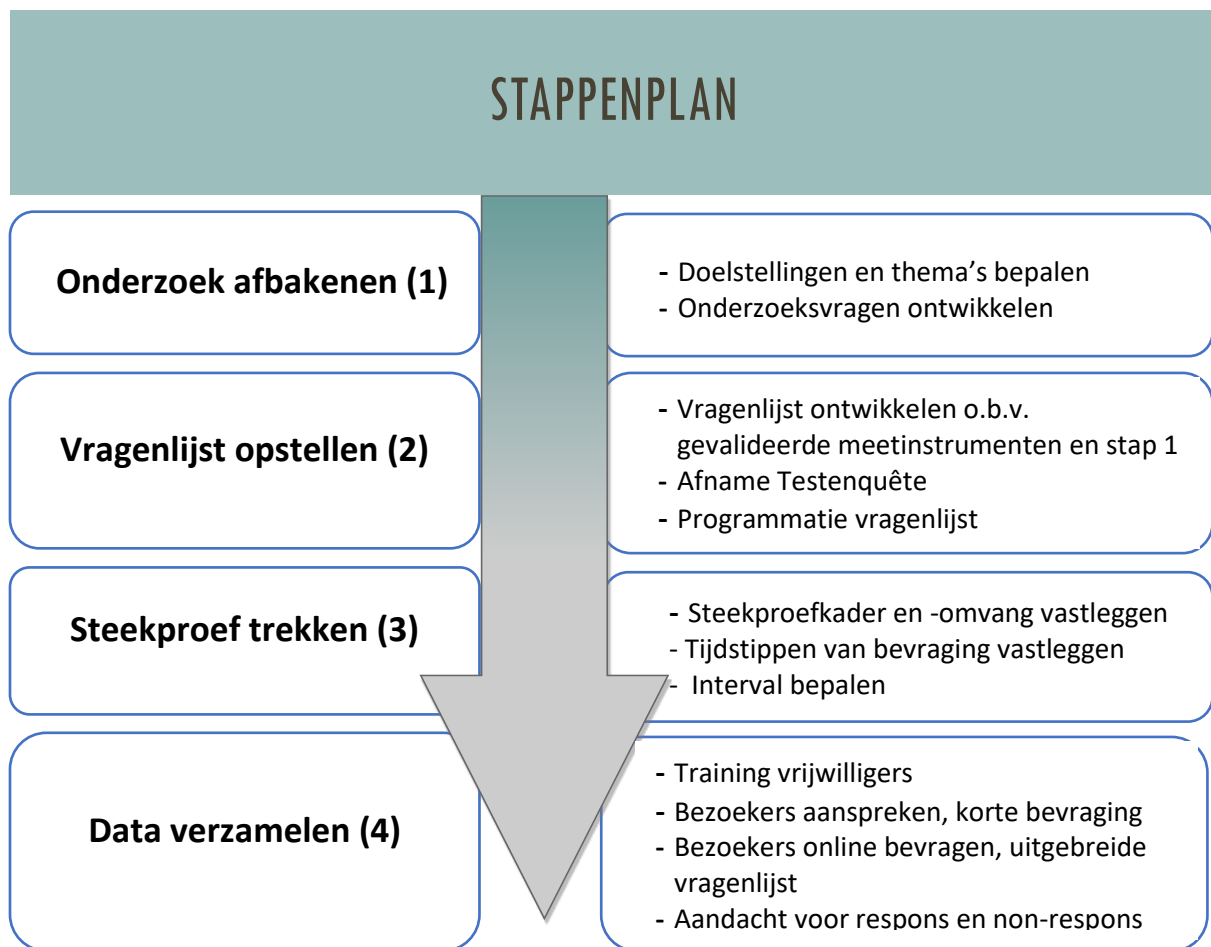 STAPPENPLAN
Onderzoek afbakenen (1)
- Doelstellingen en thema's bepalen
- Onderzoeksvragen ontwikkelen
Vragenlijst opstellen (2)
- Vragenlijst ontwikkelen o.b.v.
gevalideerde meetinstrumenten en stap 1
- Afname Testenquête
- Programmatie vragenlijst
Steekproef trekken (3)
- Steekproefkader en -omvang vastleggen
- Tijdstippen van bevraging vastleggen
- Interval bepalen
Data verzamelen (4)
- Training vrijwilligers
- Bezoekers aanspreken, korte bevraging
- Bezoekers online bevragen, uitgebreide
vragenlijst
- Aandacht voor respons en non-respons